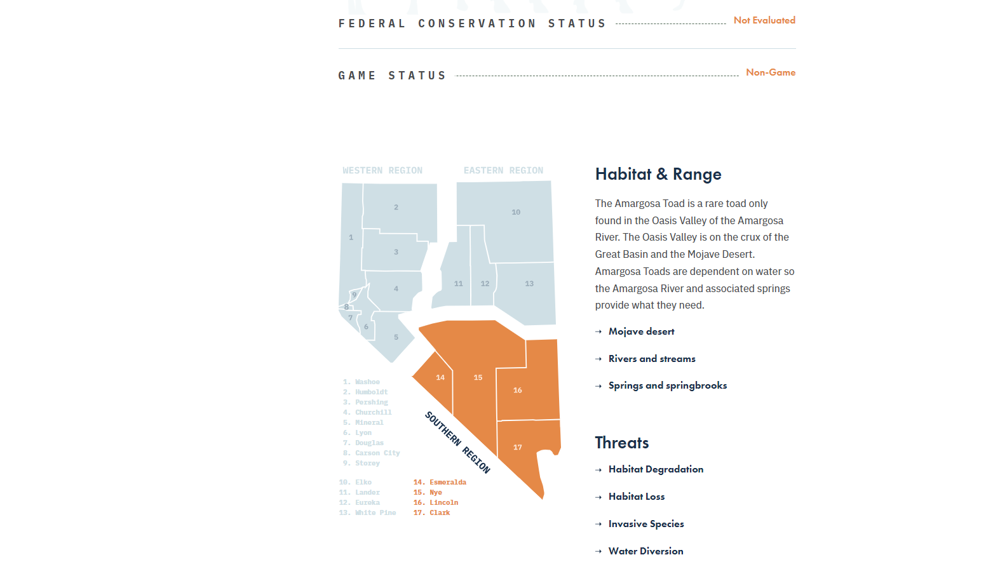 FEDERAL CONSERVATION STATUS Not Evaluated
GAME STATUS Non-Game
WESTERN REGION EASTERN REGION
2
10
1
3
11 12 13
4
9
8
7
6
5
14 15
16
17
SOUTHERN REGION
1. Washoe
2. Humboldt
3. Pershing
4. Churchill
5. Mineral
6. Lyon
7. Douglas
8. Carson City
9. Storey
10. Elko
11. Lander
12. Eureka
13. White Pine
14. Esmeralda
15. Nye
16. Lincoln
17. Clark
Habitat & Range
The Amargosa Toad is a rare toad only
found in the Oasis Valley of the Amargosa
River. The Oasis Valley is on the crux of the
Great Basin and the Mojave Desert.
Amargosa Toads are dependent on water so
the Amargosa River and associated springs
provide what they need.
→ Mojave desert
→ Rivers and streams
→ Springs and springbrooks
Threats
→ Habitat Degradation
→ Habitat Loss
→ Invasive Species
→ Water Diversion